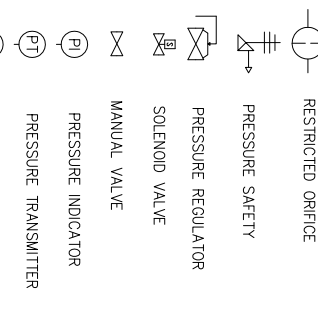 RESTRICTED ORIFICE
PRESSURE SAFETY
PRESSURE REGULATOR
S
SOLENOID VALVE
MANUAL VALVE
PI
PRESSURE INDICATOR
PT
PRESSURE TRANSMITTER